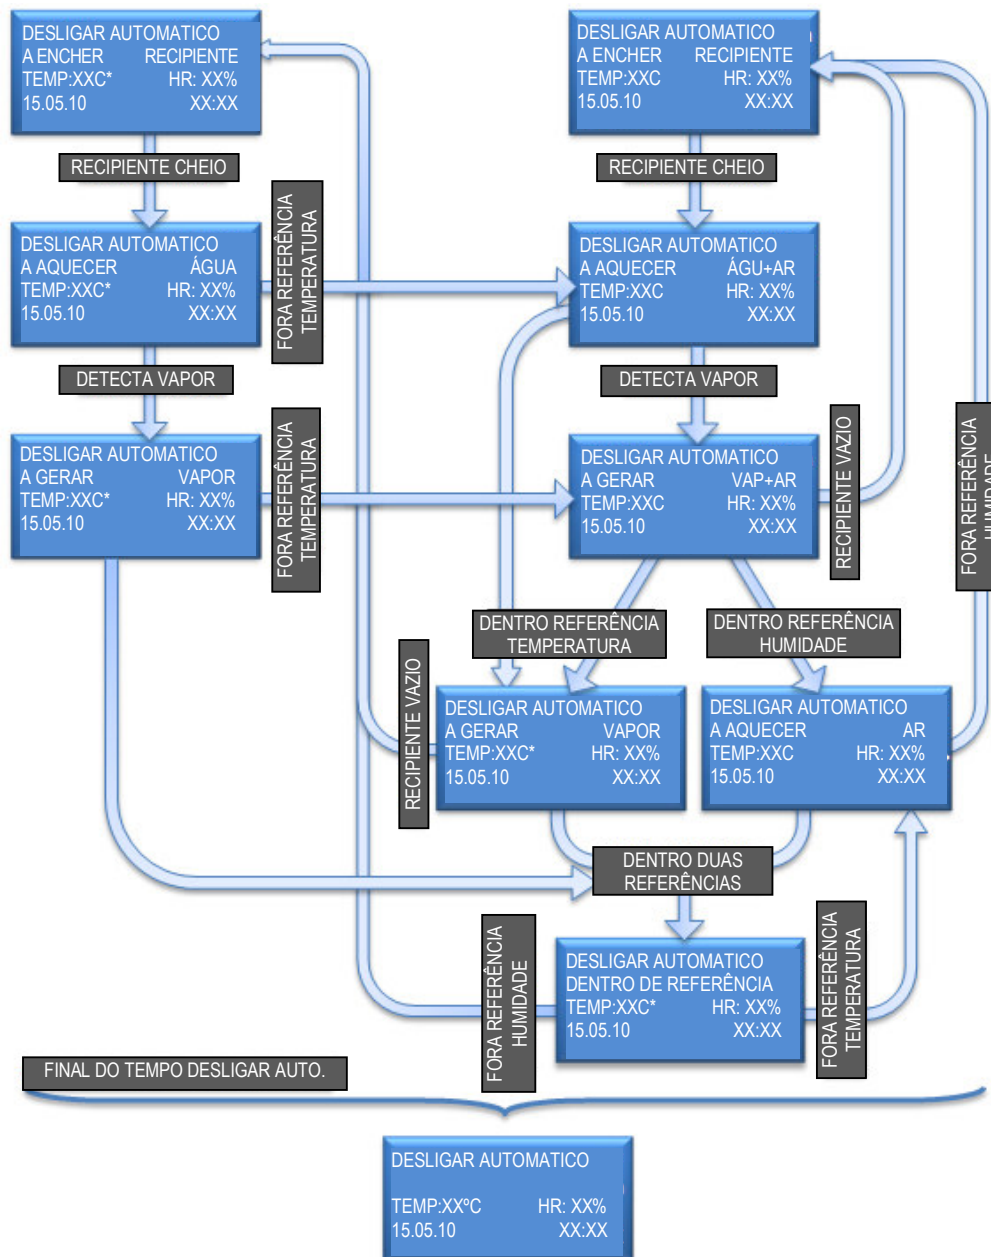 DESLIGAR AUTOMATICO
A ENCHER RECIPIENTE
TEMP:XXC* HR: XX%
15.05.10 XX:XX
DESLIGAR AUTOMATICO
A ENCHER RECIPIENTE
TEMP:XXC HR: XX%
15.05.10 XX:XX
RECIPIENTE CHEIO
RECIPIENTE CHEIO
FORA REFERÊNCIA
TEMPERATURA
DESLIGAR AUTOMATICO
A AQUECER ÁGUA
TEMP:XXC* HR: XX%
15.05.10 XX:XX
DESLIGAR AUTOMATICO
A AQUECER ÁGU+AR
TEMP:XXC HR: XX%
15.05.10 XX:XX
DETECTA VAPOR
DETECTA VAPOR
FORA REFERÊNCIA
TEMPERATURA
DESLIGAR AUTOMATICO
A GERAR VAPOR
TEMP:XXC* HR: XX%
15.05.10 XX:XX
DESLIGAR AUTOMATICO
A GERAR VAP+AR
TEMP:XXC HR: XX%
15.05.10 XX:XX
RECIPIENTE VAZIO
FORA REFERÊNCIA
HUMIDADE
DENTRO REFERÊNCIA
TEMPERATURA
DENTRO REFERÊNCIA
HUMIDADE
RECIPIENTE VAZIO
DESLIGAR AUTOMATICO
A GERAR VAPOR
TEMP:XXC* HR: XX%
15.05.10 XX:XX
DESLIGAR AUTOMATICO
A AQUECER AR
TEMP:XXC HR: XX%
15.05.10 XX:XX
DENTRO DUAS
REFERÊNCIAS
FORA REFERÊNCIA
HUMIDADE
DESLIGAR AUTOMATICO
DENTRO DE REFERÊNCIA
TEMP:XXC* HR: XX%
15.05.10 XX:XX
FORA REFERÊNCIA
TEMPERATURA
FINAL DO TEMPO DESLIGAR AUTO.
DESLIGAR AUTOMATICO
TEMP:XXºC HR: XX%
15.05.10 XX:XX